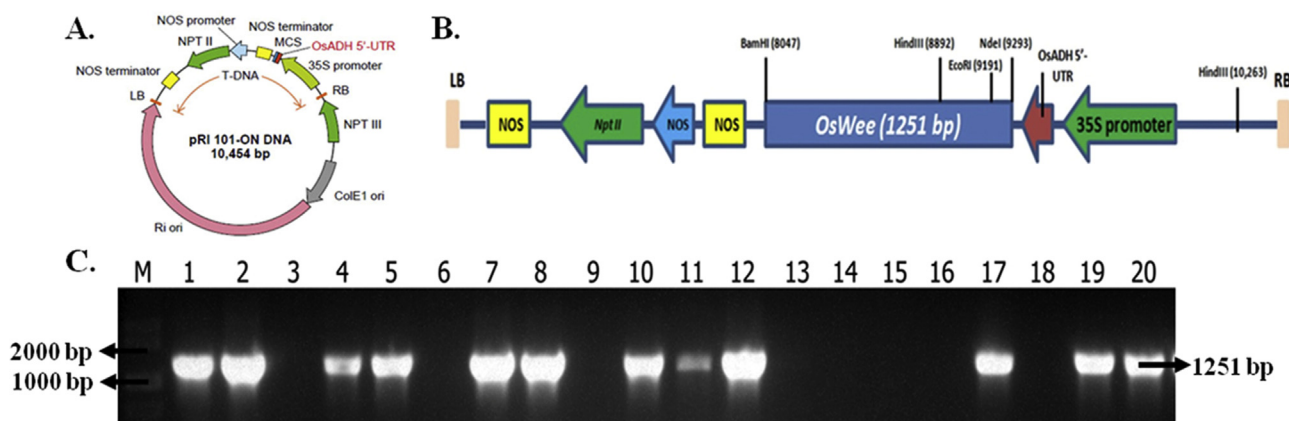 A.
NOS promoter
NOS terminator
NPT II
MCS
OsADH 5'-UTR
35S promoter
NOS terminator
T-DNA
LB
RB
NPT III
pRI 101-ON DNA
10,454 bp
ColE1 ori
Ri ori
B.
LB
BamHI (8047)
HindIII (8892)
NdeI (9293)
EcoRI (9191)
OsADH 5'-
UTR
HindIII (10,263)
RB
NOS
Npt II
NOS
NOS
OsWee (1251 bp)
35S promoter
C.
M 1 2 3 4 5 6 7 8 9 10 11 12 13 14 15 16 17 18 19 20
2000 bp
1000 bp
1251 bp